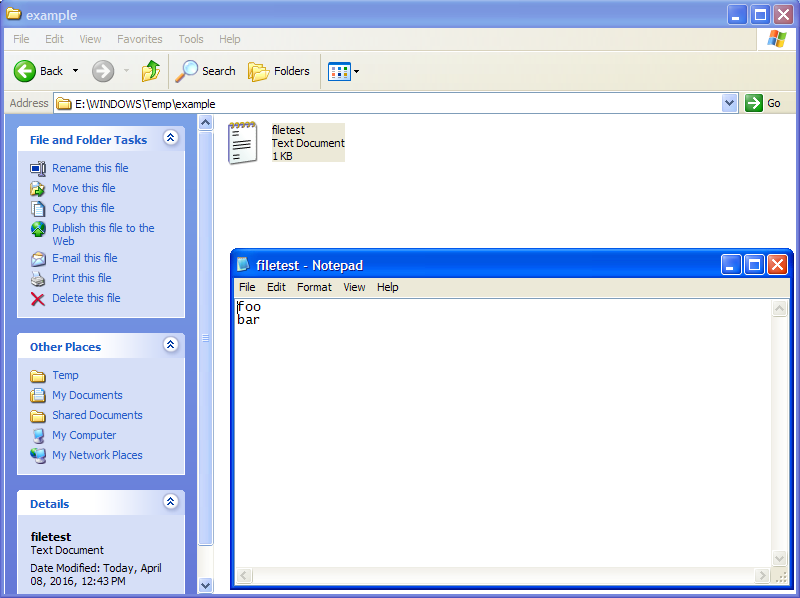 example
File Edit View Favorites Tools Help
Back Search Folders
Address E:\WINDOWS\Temp\example Go
File and Folder Tasks
Rename this file
Move this file
Copy this file
Publish this file to the
Web
E-mail this file
Print this file
Delete this file
Other Places
Temp
My Documents
Shared Documents
My Computer
My Network Places
Details
filetest
Text Document
Date Modified: Today, April
08, 2016, 12:43 PM
filetest
Text Document
1 KB
filetest - Notepad
File Edit Format View Help
foo
bar